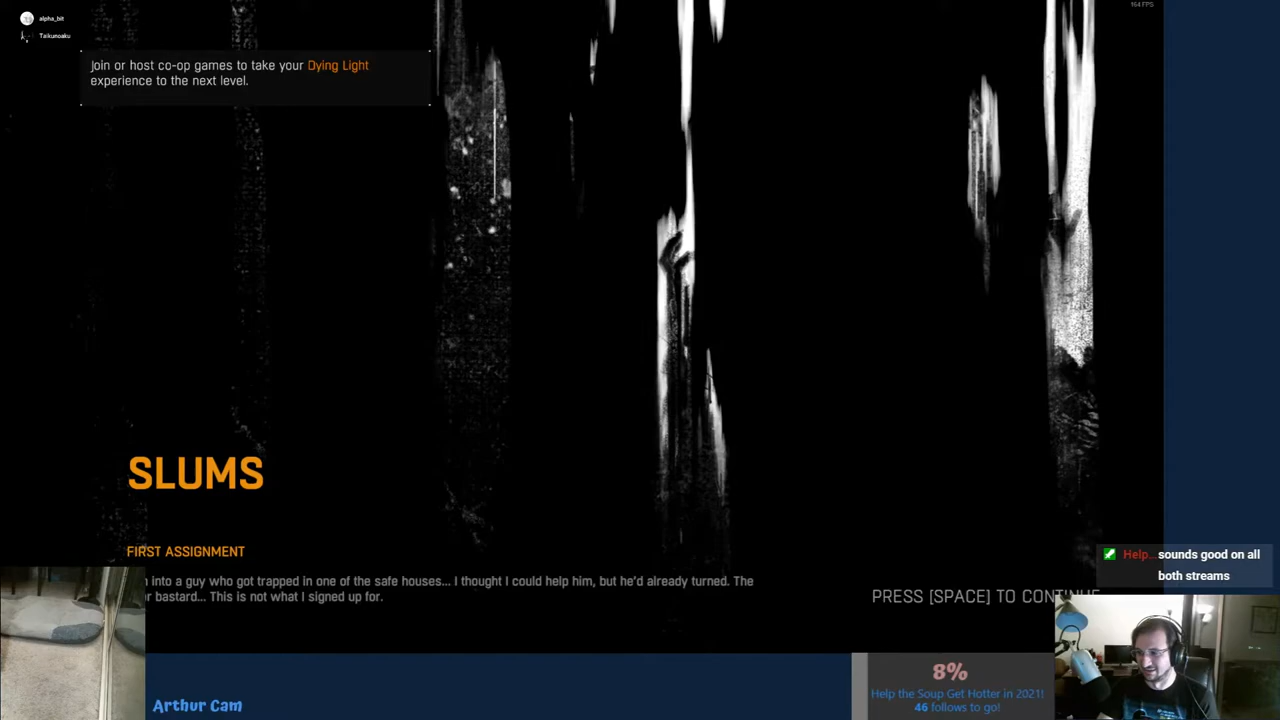 alpha_bit
164 FPS
Taikunoaku
Join or host co-op games to take your Dying Light
experience to the next level.
SLUMS
FIRST ASSIGNMENT
into a guy who got trapped in one of the safe houses... I thought I could help him, but he'd already turned. The
bastard... This is not what I signed up for.
Help... sounds good on all
both streams
PRESS [SPACE] TO CONTINUE
8%
Help the Soup Get Hotter in 2021!
46 follows to go!
Arthur Cam